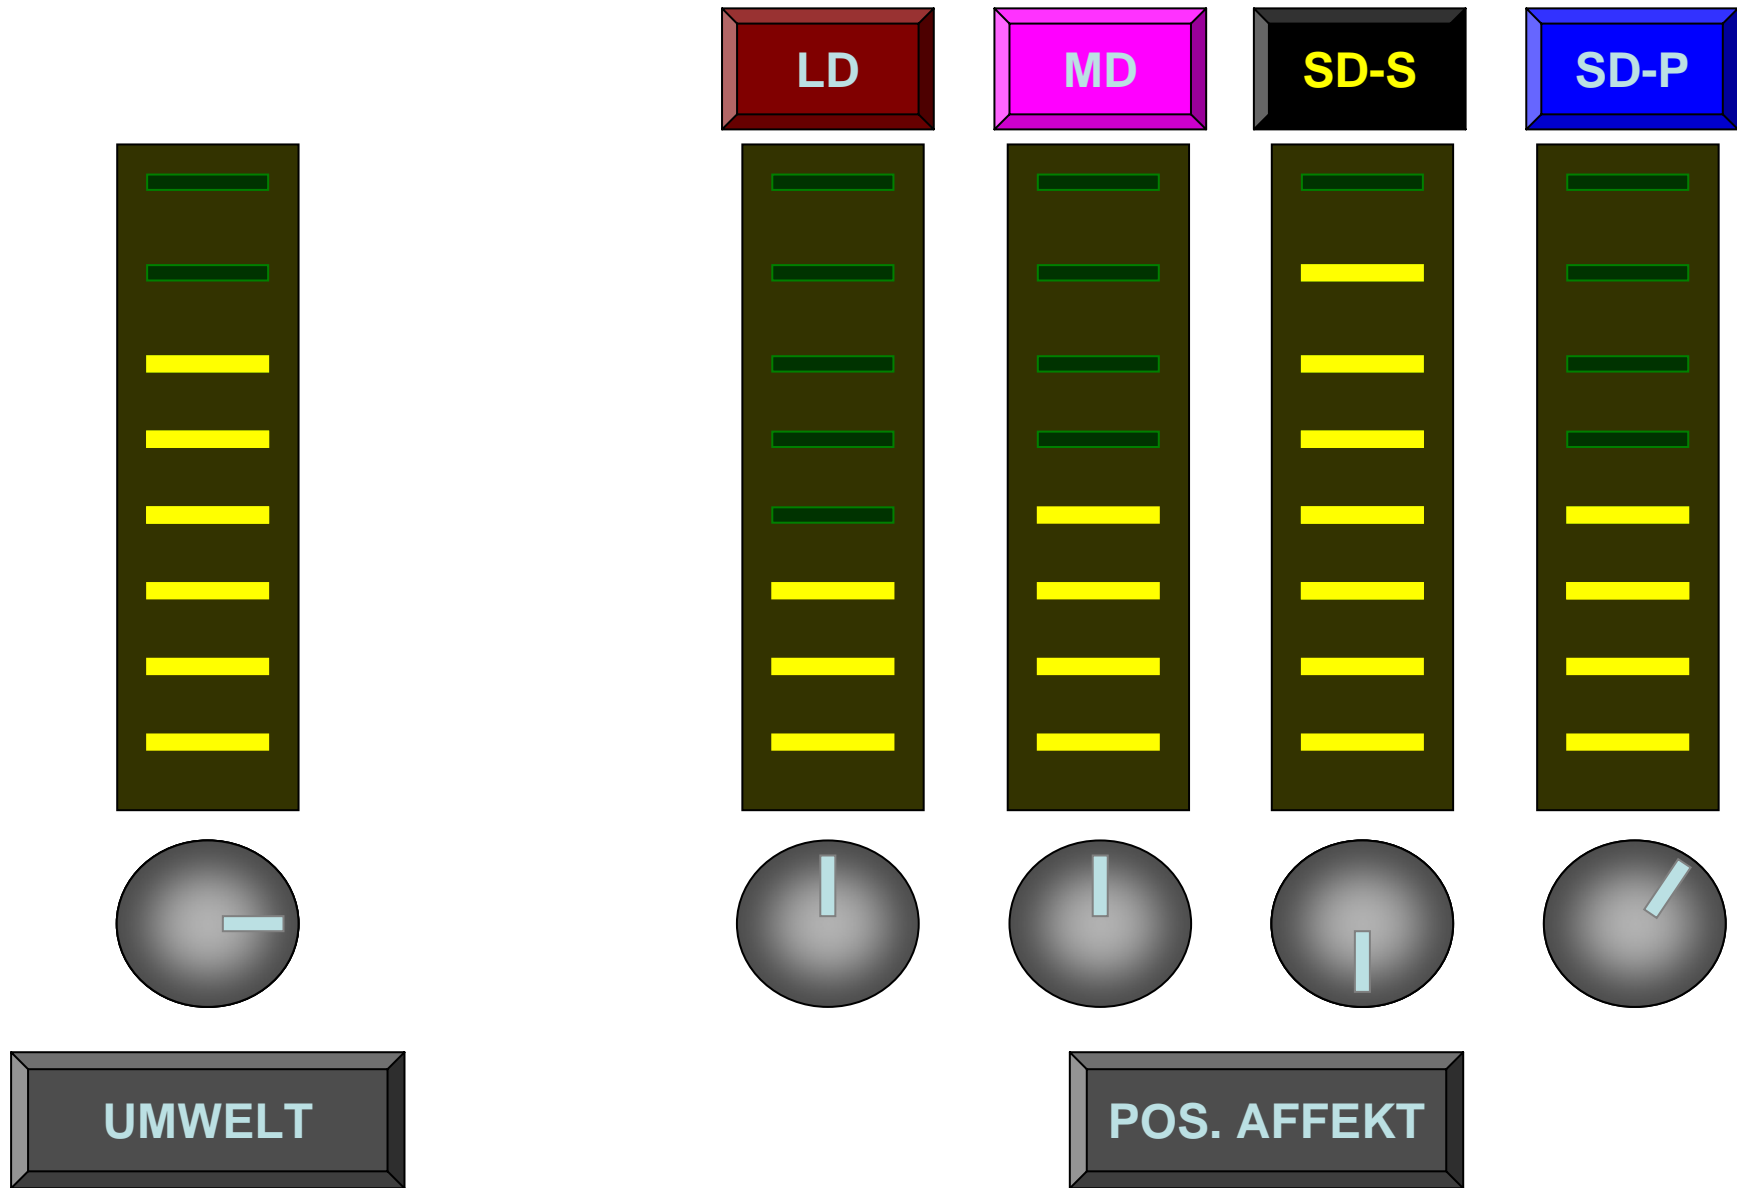 LD
MD
SD-S
SD-P
UMWELT
POS. AFFEKT